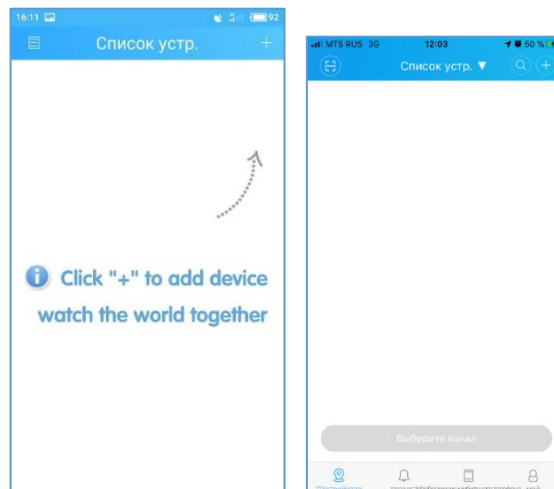 16:11 92
Список устр. +
Click "+" to add device
watch the world together
MTS RUS 3G 12:03 50 %
Список устр. ▼
Выберите канал
мой